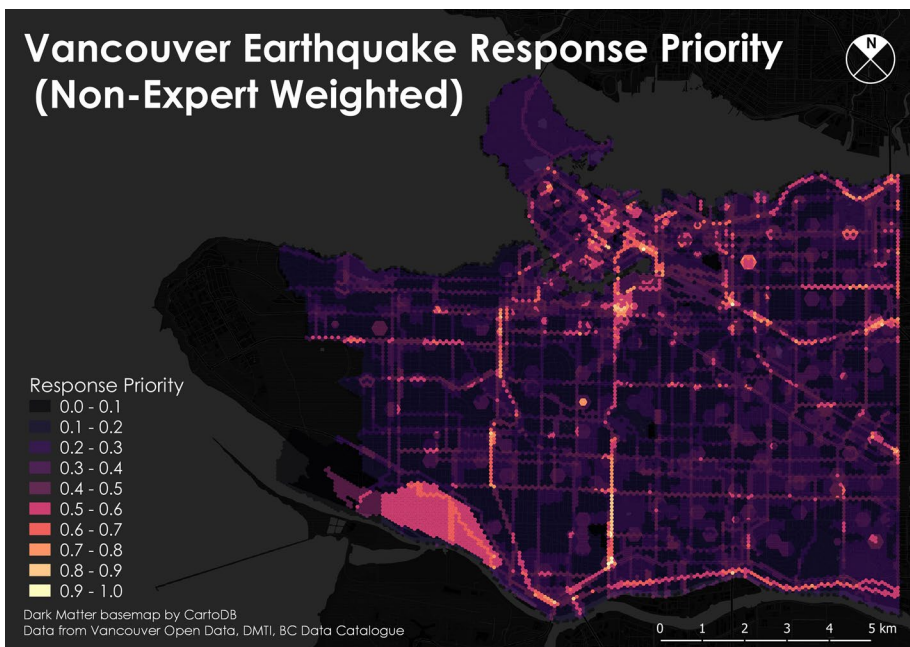 Vancouver Earthquake Response Priority
(Non-Expert Weighted)
N
Response Priority
0.0 - 0.1
0.1 - 0.2
0.2 - 0.3
0.3 - 0.4
0.4 - 0.5
0.5 - 0.6
0.6 - 0.7
0.7 - 0.8
0.8 - 0.9
0.9 - 1.0
Dark Matter basemap by CartoDB
Data from Vancouver Open Data, DMTI, BC Data Catalogue
0 1 2 3 4 5 km